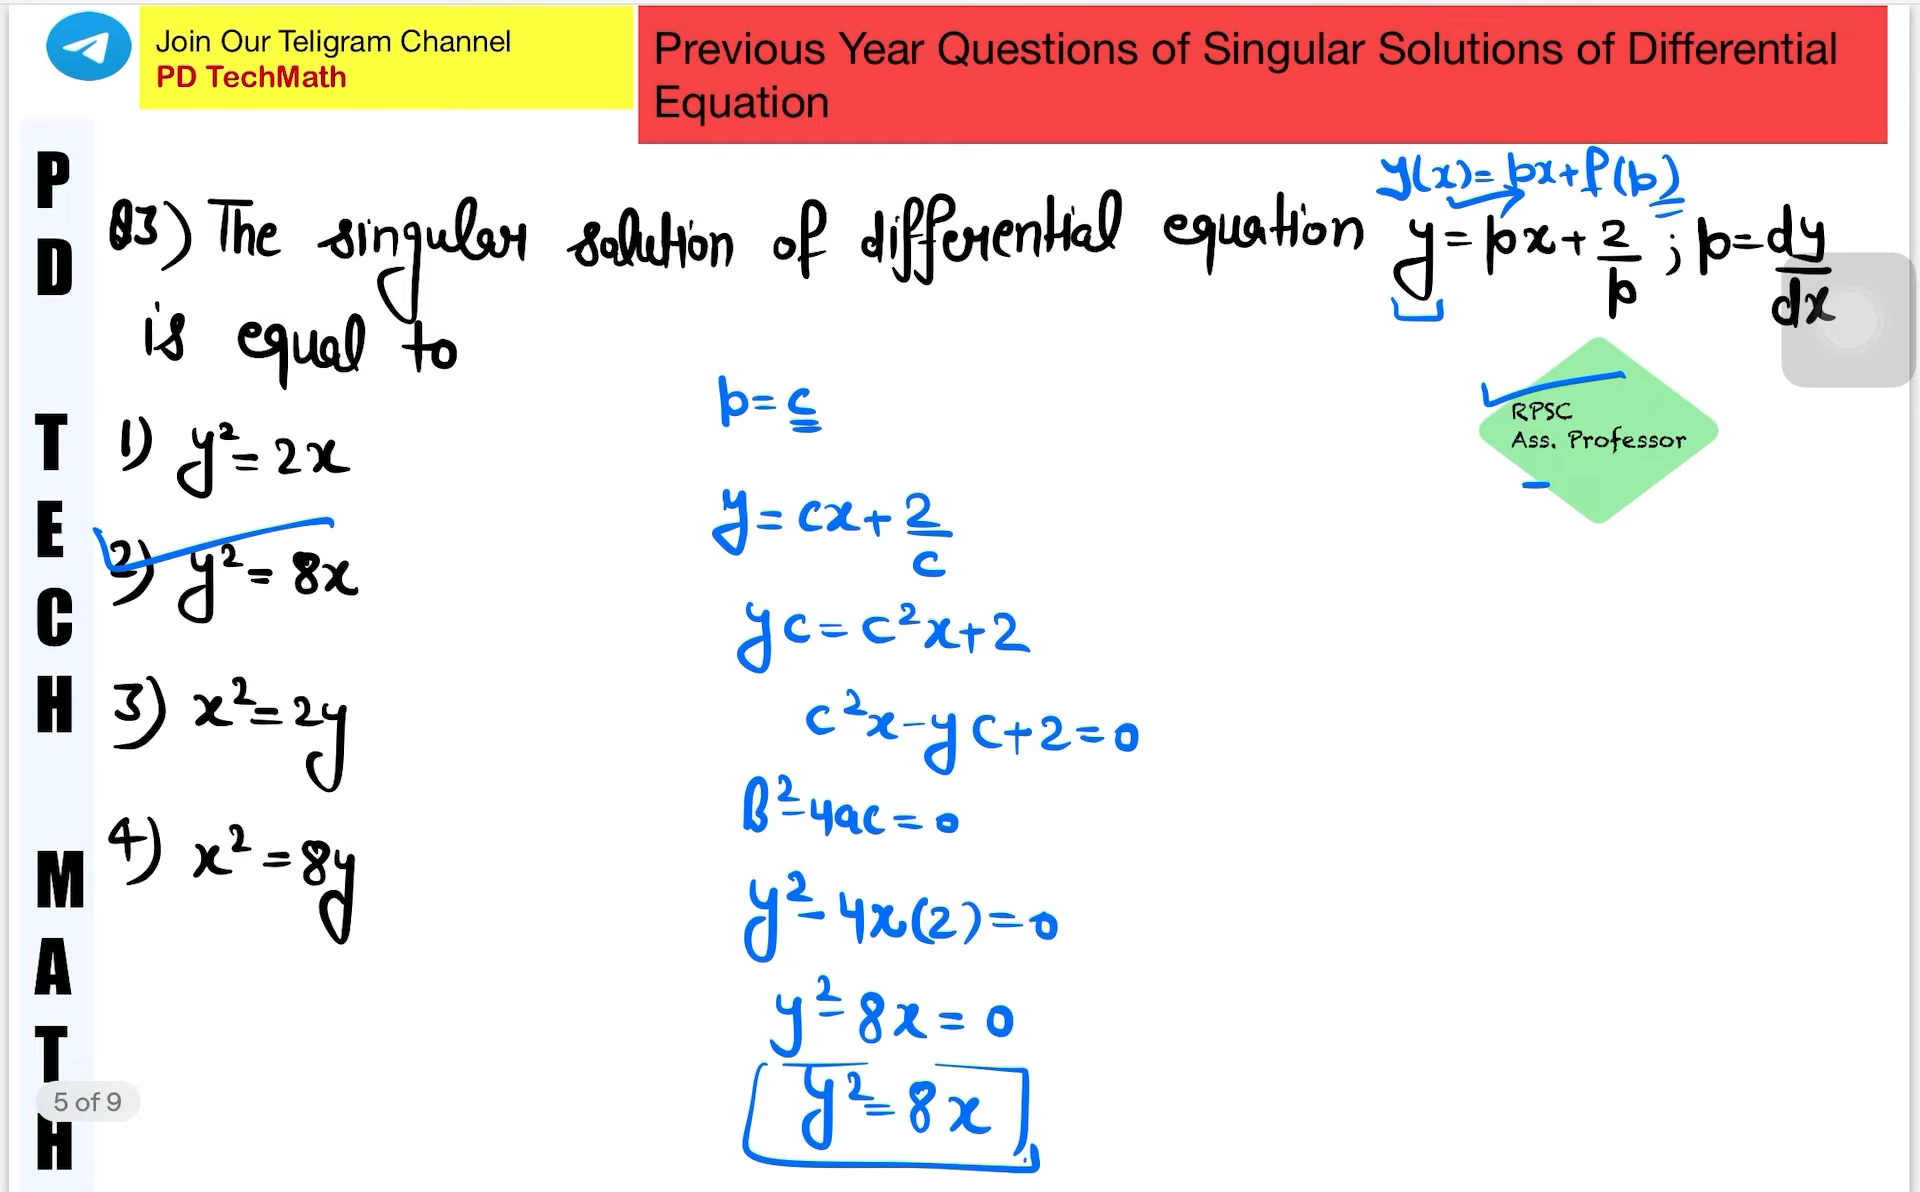 Join Our Teligram Channel
PD TechMath
Previous Year Questions of Singular Solutions of Differential
Equation
PD TECH MATH
y(x)=px+f(p)
Q3) The singular solution of differential equation y=px+2/p ; p=dy/dx
is equal to
RPSC
Ass. Professor
1) y²=2x
2) y²=8x
3) x²=2y
4) x²=8y
p=c
y=cx+2/c
yc=c²x+2
c²x-yc+2=0
B²-4ac=0
y²-4x(2)=0
y²-8x=0
y²=8x
5 of 9